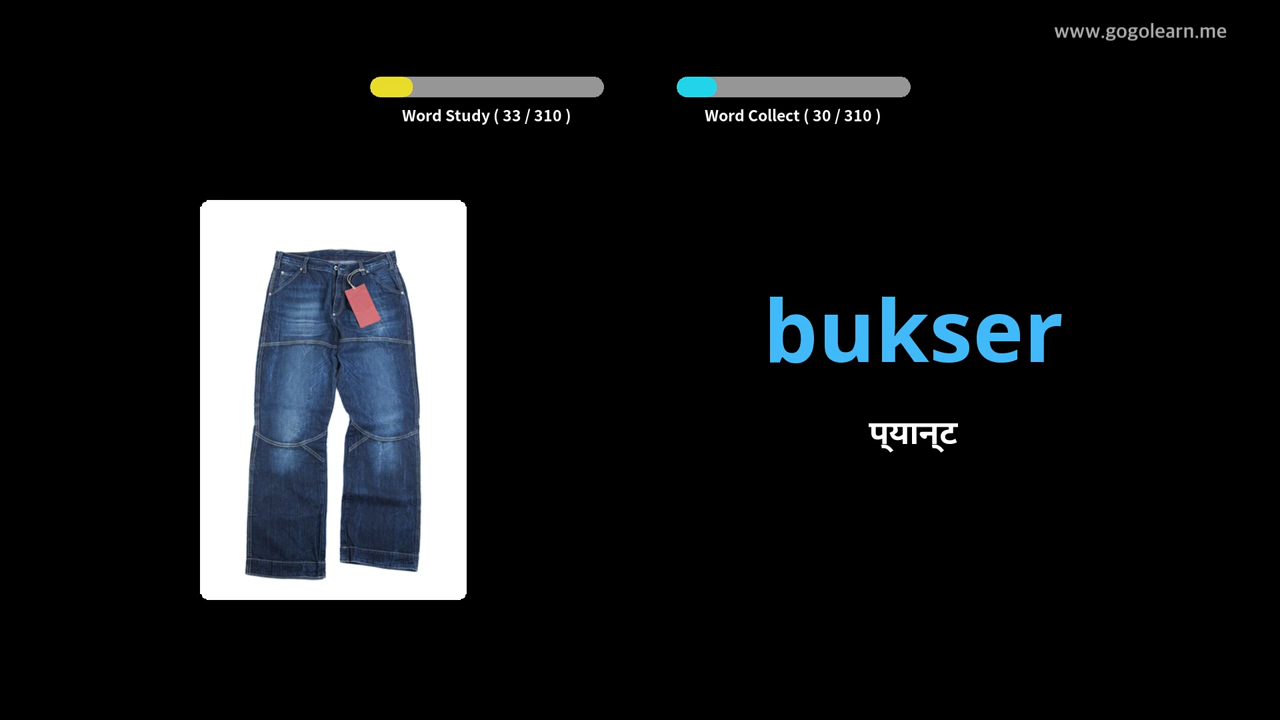 www.gogolearn.me
Word Study ( 33 / 310 )
Word Collect ( 30 / 310 )
bukser
प्यान्ट